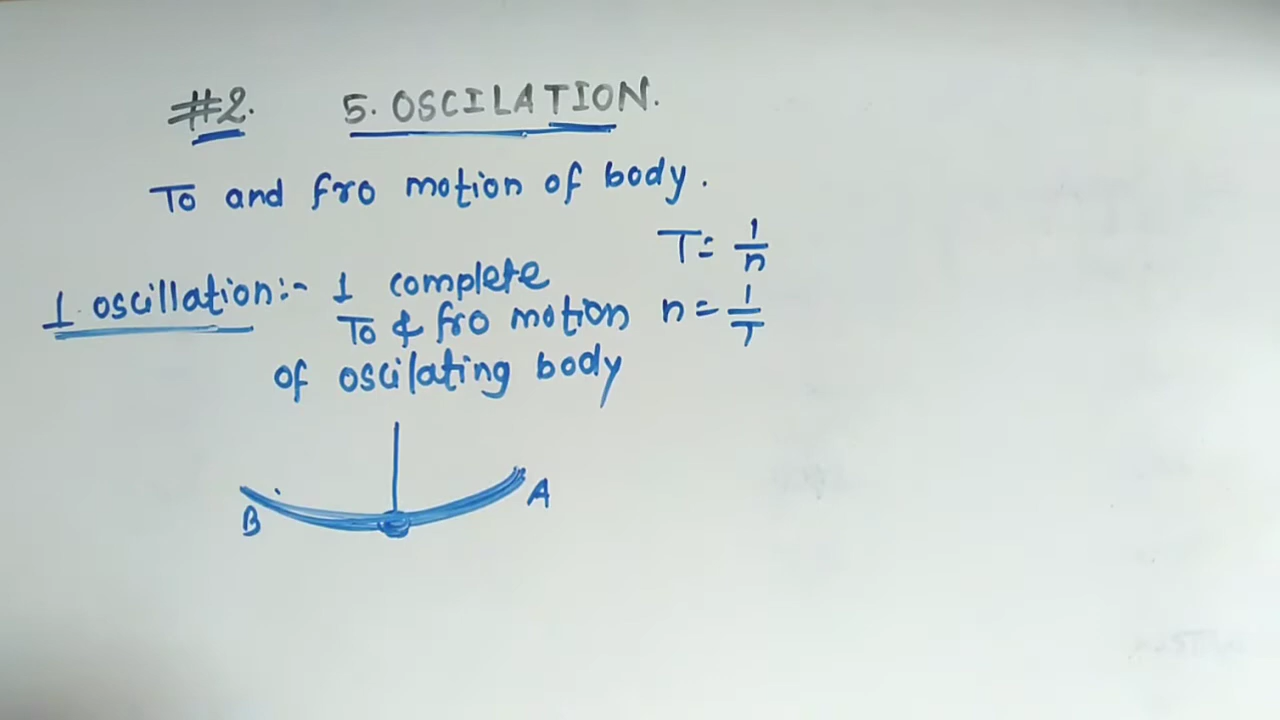 #2. 5. OSCILATION.
To and fro motion of body.
T = 1/n
1 oscillation:- 1 complete
To & fro motion n = 1/T
of oscilating body
B A